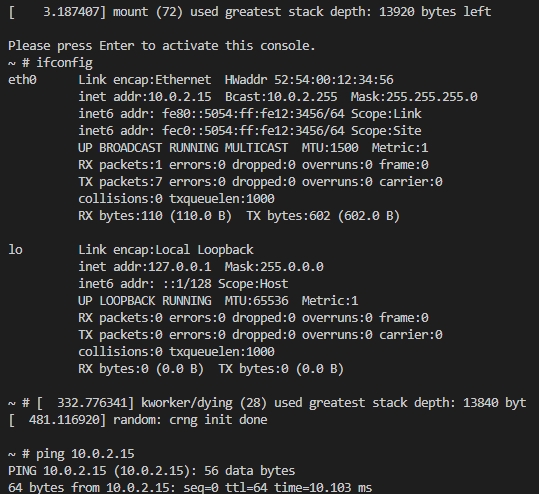 [    3.187407] mount (72) used greatest stack depth: 13920 bytes left

Please press Enter to activate this console.
~ # ifconfig
eth0      Link encap:Ethernet  HWaddr 52:54:00:12:34:56
          inet addr:10.0.2.15  Bcast:10.0.2.255  Mask:255.255.255.0
          inet6 addr: fe80::5054:ff:fe12:3456/64 Scope:Link
          inet6 addr: fec0::5054:ff:fe12:3456/64 Scope:Site
          UP BROADCAST RUNNING MULTICAST  MTU:1500  Metric:1
          RX packets:1 errors:0 dropped:0 overruns:0 frame:0
          TX packets:7 errors:0 dropped:0 overruns:0 carrier:0
          collisions:0 txqueuelen:1000
          RX bytes:110 (110.0 B)  TX bytes:602 (602.0 B)

lo        Link encap:Local Loopback
          inet addr:127.0.0.1  Mask:255.0.0.0
          inet6 addr: ::1/128 Scope:Host
          UP LOOPBACK RUNNING  MTU:65536  Metric:1
          RX packets:0 errors:0 dropped:0 overruns:0 frame:0
          TX packets:0 errors:0 dropped:0 overruns:0 carrier:0
          collisions:0 txqueuelen:1000
          RX bytes:0 (0.0 B)  TX bytes:0 (0.0 B)

~ # [  332.776341] kworker/dying (28) used greatest stack depth: 13840 byt
[  481.116920] random: crng init done

~ # ping 10.0.2.15
PING 10.0.2.15 (10.0.2.15): 56 data bytes
64 bytes from 10.0.2.15: seq=0 ttl=64 time=10.103 ms